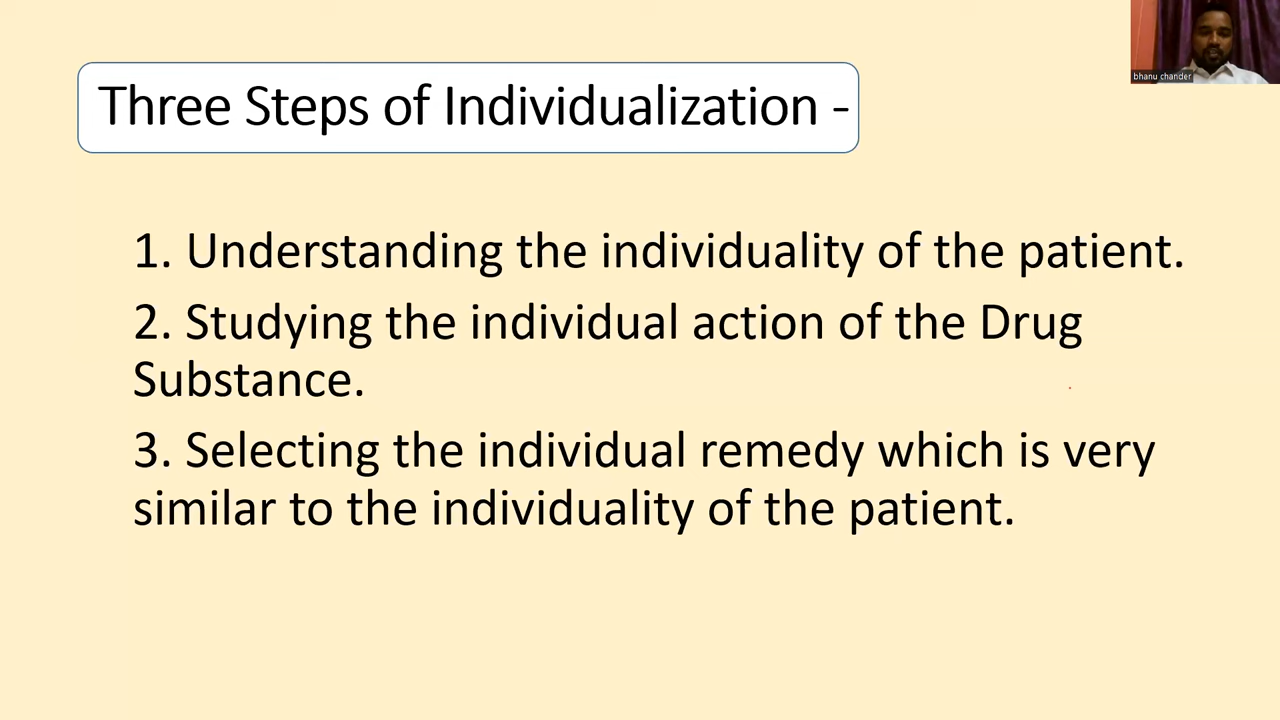 bhanu chander
Three Steps of Individualization -
1. Understanding the individuality of the patient.
2. Studying the individual action of the Drug
Substance.
3. Selecting the individual remedy which is very
similar to the individuality of the patient.